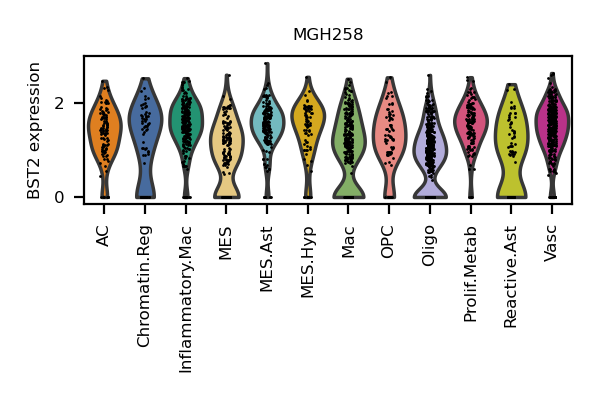 MGH258
BST2 expression
2
0
AC
Chromatin.Reg
Inflammatory.Mac
MES
MES.Ast
MES.Hyp
Mac
OPC
Oligo
Prolif.Metab
Reactive.Ast
Vasc